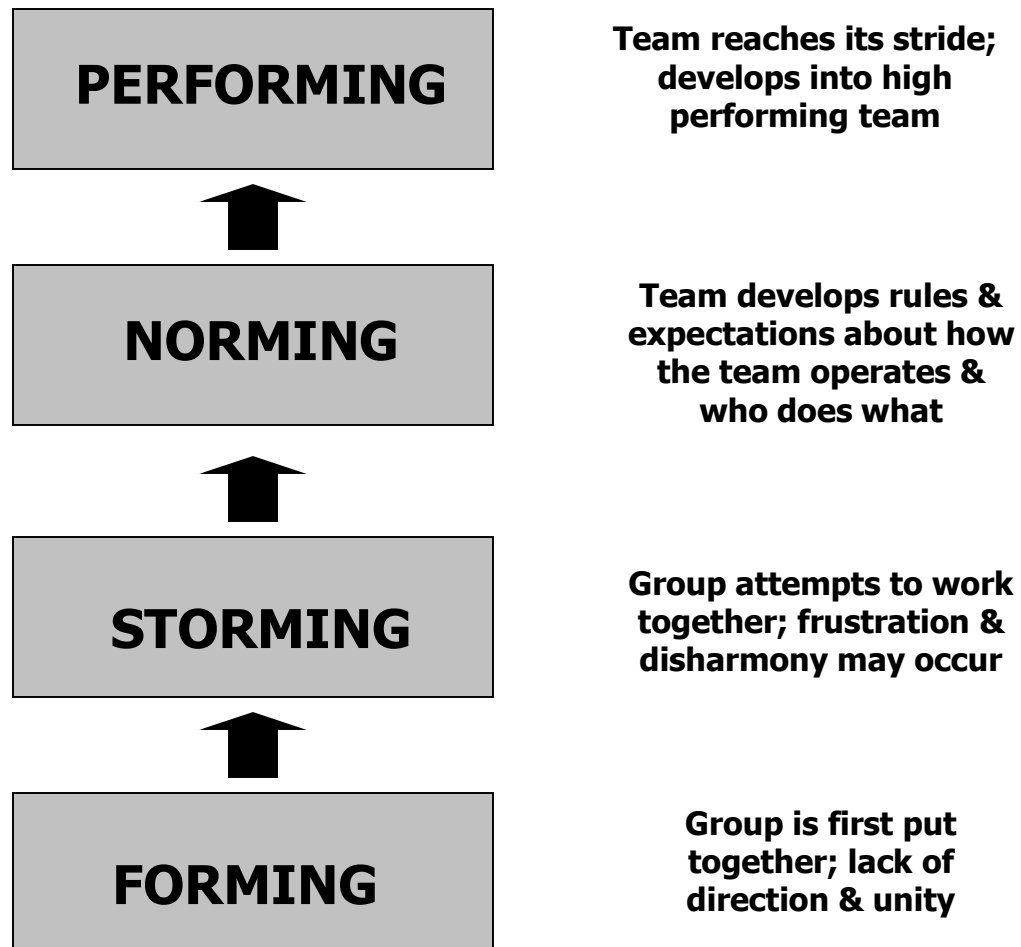 PERFORMING
Team reaches its stride;
develops into high
performing team
NORMING
Team develops rules &
expectations about how
the team operates &
who does what
STORMING
Group attempts to work
together; frustration &
disharmony may occur
FORMING
Group is first put
together; lack of
direction & unity